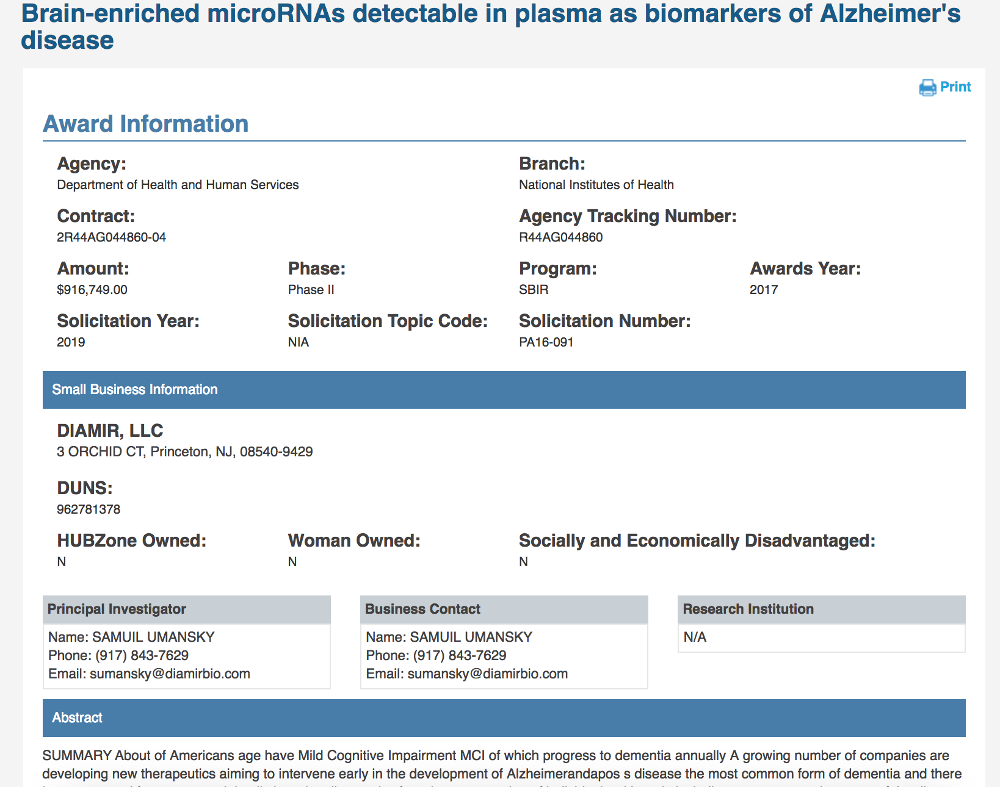 Brain-enriched microRNAs detectable in plasma as biomarkers of Alzheimer's
disease
Print
Award Information
Agency:
Department of Health and Human Services
Branch:
National Institutes of Health
Contract:
2R44AG044860-04
Agency Tracking Number:
R44AG044860
Amount:
$916,749.00
Phase:
Phase II
Program:
SBIR
Awards Year:
2017
Solicitation Year:
2019
Solicitation Topic Code:
NIA
Solicitation Number:
PA16-091
Small Business Information
DIAMIR, LLC
3 ORCHID CT, Princeton, NJ, 08540-9429
DUNS:
962781378
HUBZone Owned:
N
Woman Owned:
N
Socially and Economically Disadvantaged:
N
Principal Investigator
Name: SAMUIL UMANSKY
Phone: (917) 843-7629
Email: sumansky@diamirbio.com
Business Contact
Name: SAMUIL UMANSKY
Phone: (917) 843-7629
Email: sumansky@diamirbio.com
Research Institution
N/A
Abstract
SUMMARY About of Americans age have Mild Cognitive Impairment MCI of which progress to dementia annually A growing number of companies are
developing new therapeutics aiming to intervene early in the development of Alzheimerandapos s disease the most common form of dementia and there